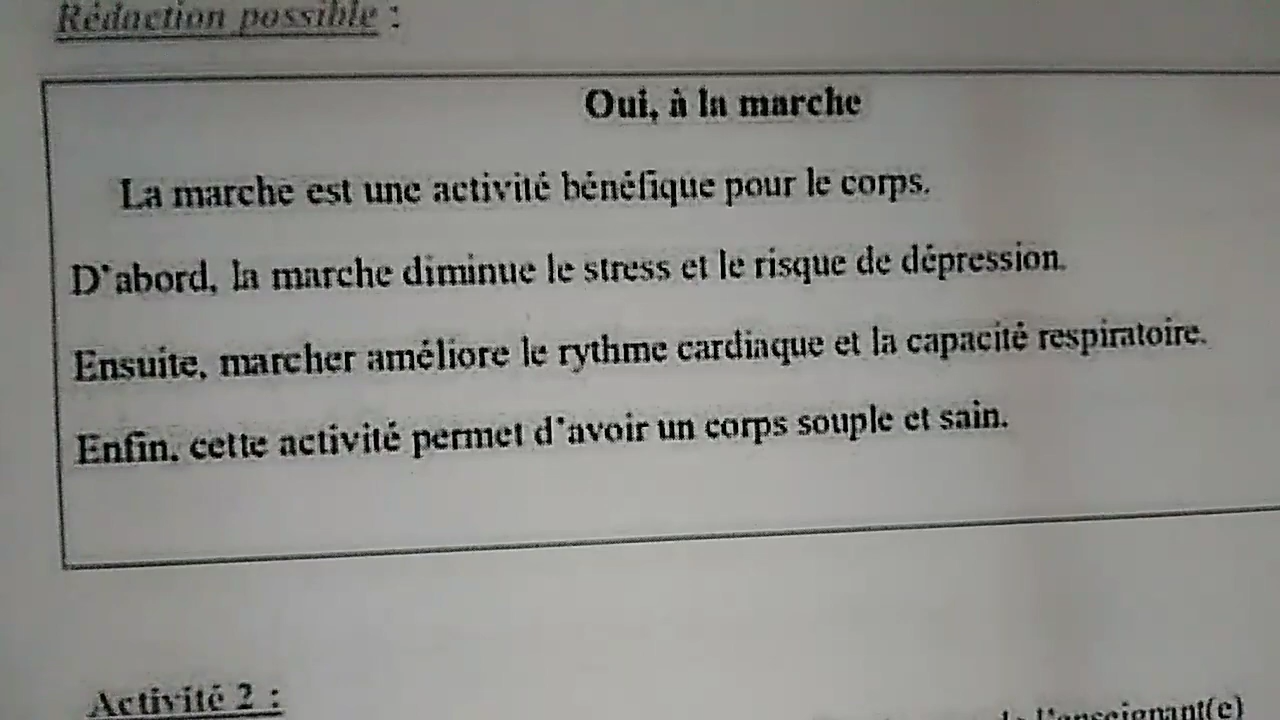 Rédaction possible :
Oui, à la marche
La marche est une activité bénéfique pour le corps.
D'abord, la marche diminue le stress et le risque de dépression.
Ensuite, marcher améliore le rythme cardiaque et la capacité respiratoire.
Enfin, cette activité permet d'avoir un corps souple et sain.
Activité 2 :
de l'enseignant(e)